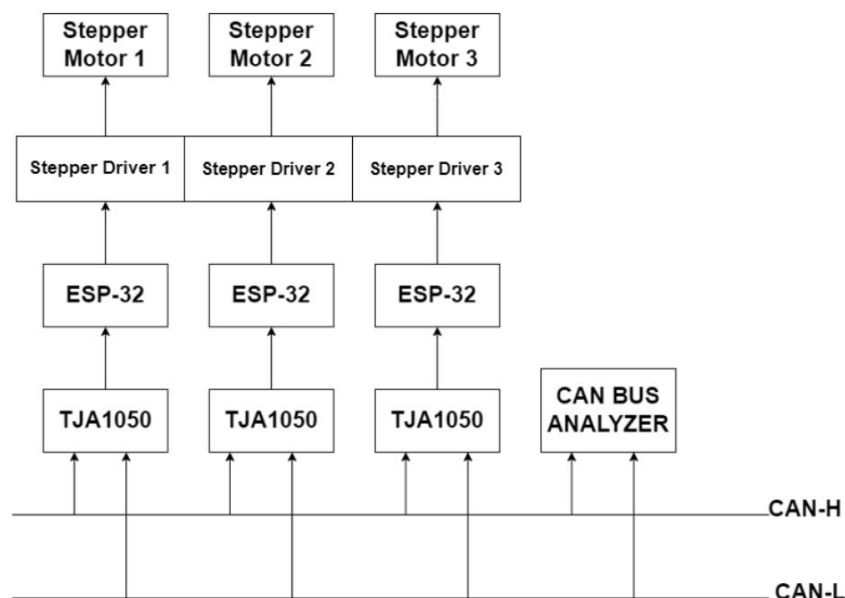 Stepper
Motor 1
Stepper
Motor 2
Stepper
Motor 3
Stepper Driver 1
Stepper Driver 2
Stepper Driver 3
ESP-32
ESP-32
ESP-32
TJA1050
TJA1050
TJA1050
CAN BUS
ANALYZER
CAN-H
CAN-L